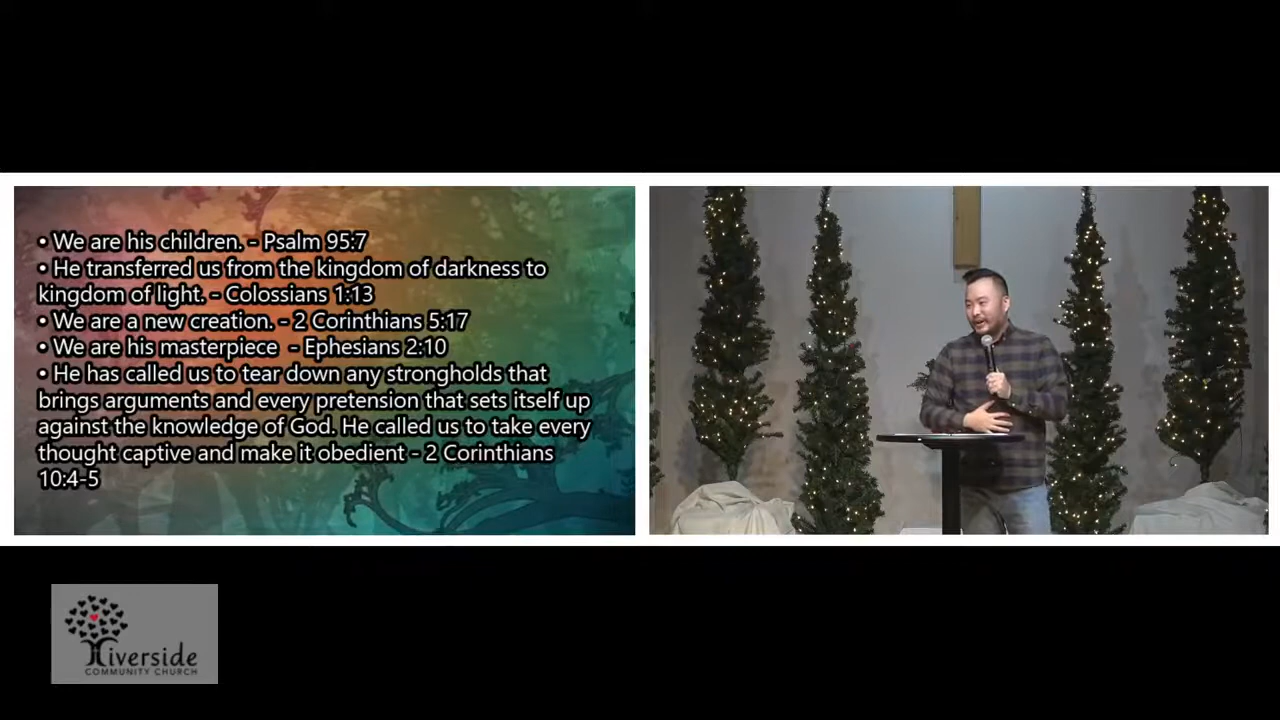 • We are his children. - Psalm 95:7
• He transferred us from the kingdom of darkness to
kingdom of light. - Colossians 1:13
• We are a new creation. - 2 Corinthians 5:17
• We are his masterpiece  - Ephesians 2:10
• He has called us to tear down any strongholds that
brings arguments and every pretension that sets itself up
against the knowledge of God. He called us to take every
thought captive and make it obedient - 2 Corinthians
10:4-5
Riverside
COMMUNITY CHURCH